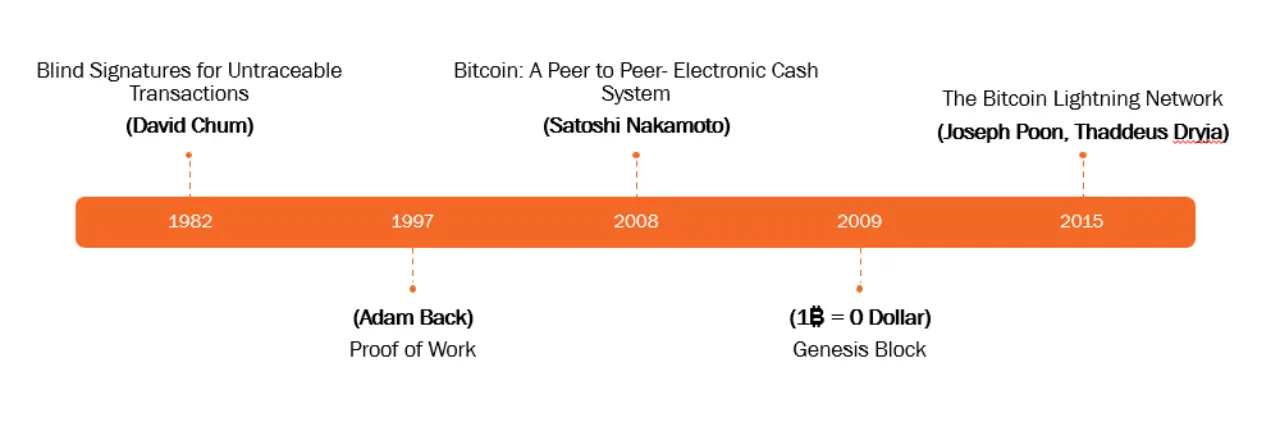 Blind Signatures for Untraceable
Transactions
(David Chum)
Bitcoin: A Peer to Peer- Electronic Cash
System
(Satoshi Nakamoto)
The Bitcoin Lightning Network
(Joseph Poon, Thaddeus Dryja)
1982
1997
2008
2009
2015
(Adam Back)
Proof of Work
(1₿ = 0 Dollar)
Genesis Block